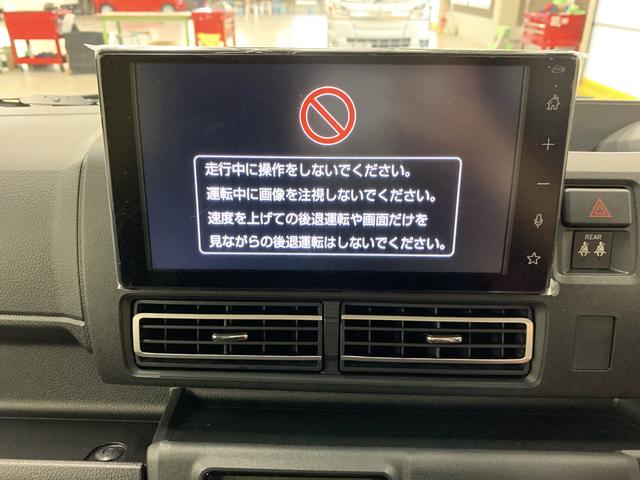 走行中に操作をしないでください。
運転中に画像を注視しないでください。
速度を上げての後退運転や画面だけを
見ながらの後退運転はしないでください。
REAR